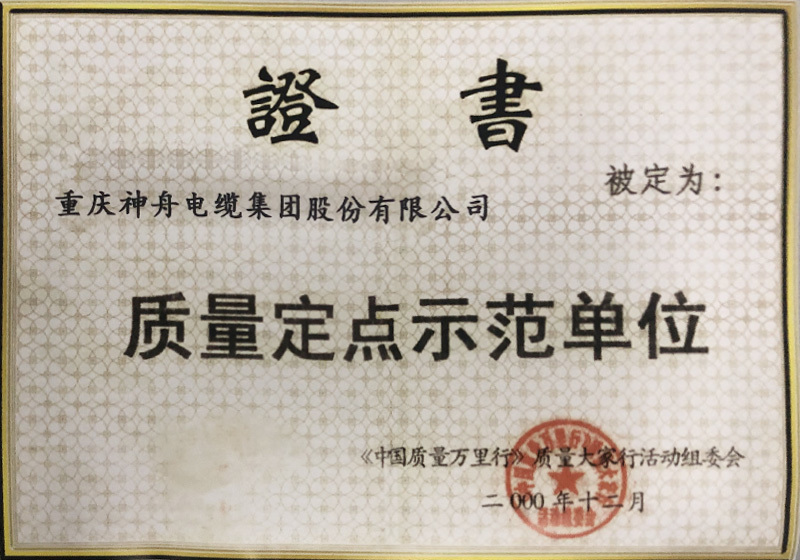 證書
被定为：
重庆神舟电缆集团股份有限公司
质量定点示范单位
《中国质量万里行》质量大家行活动组委会
二000年十二月